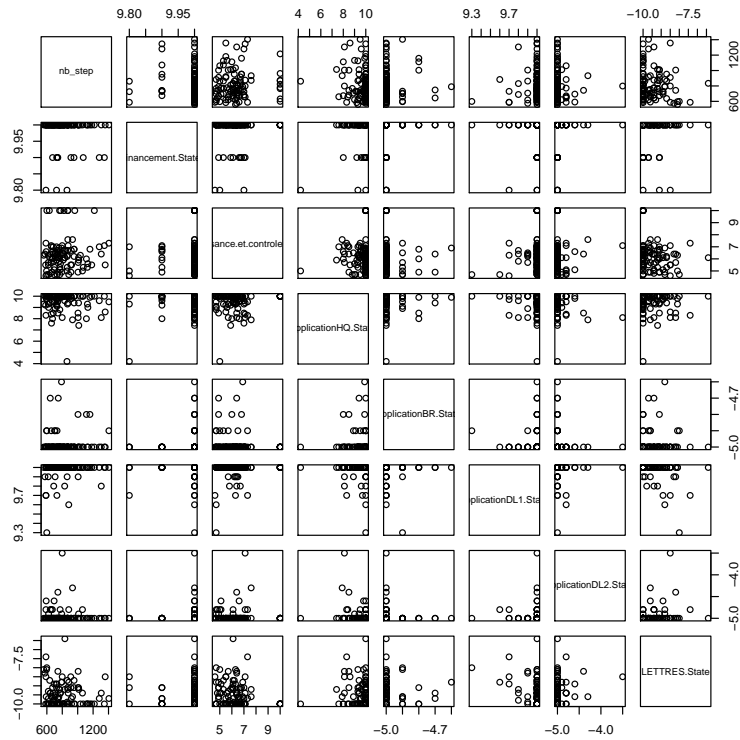 9.80 9.95 4 6 8 10 9.3 9.7 −10.0 −7.5
nb_step
600 1200
nancement.State
9.80 9.95
sance.et.controle
5 7 9
pplicationHQ.Stat
4 6 8 10
pplicationBR.Stat
−5.0 −4.7
pplicationDL1.Stat
9.3 9.7
pplicationDL2.Stat
−5.0 −4.0
LETTRES.State
−10.0 −7.5
600 1200 5 7 9 −5.0 −4.7 −5.0 −4.0